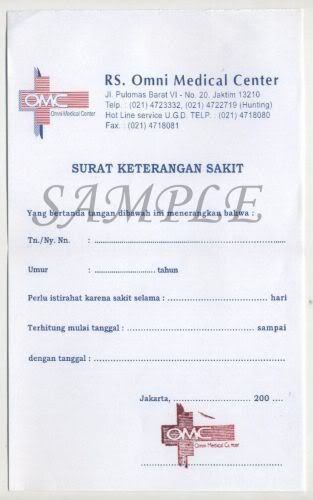 OMC
Omni Medical Center
RS. Omni Medical Center
Jl. Pulomas Barat VI - No. 20. Jaktim 13210
Telp. : (021) 4723332, (021) 4722719 (Hunting)
Hot Line service U.G.D. TELP. : (021) 4718080
Fax. : (021) 4718081
SURAT KETERANGAN SAKIT
SAMPLE
Yang bertanda tangan dibawah ini menerangkan bahwa :
Tn./Ny. Nn. : ..........................................................
Umur : ............................ tahun
Perlu istirahat karena sakit selama : .............................. hari
Terhitung mulai tanggal : ...................................... sampai
dengan tanggal : ..........................................................
Jakarta, ........................... 200 ....
OMC
Omni Medical Center
..........................................